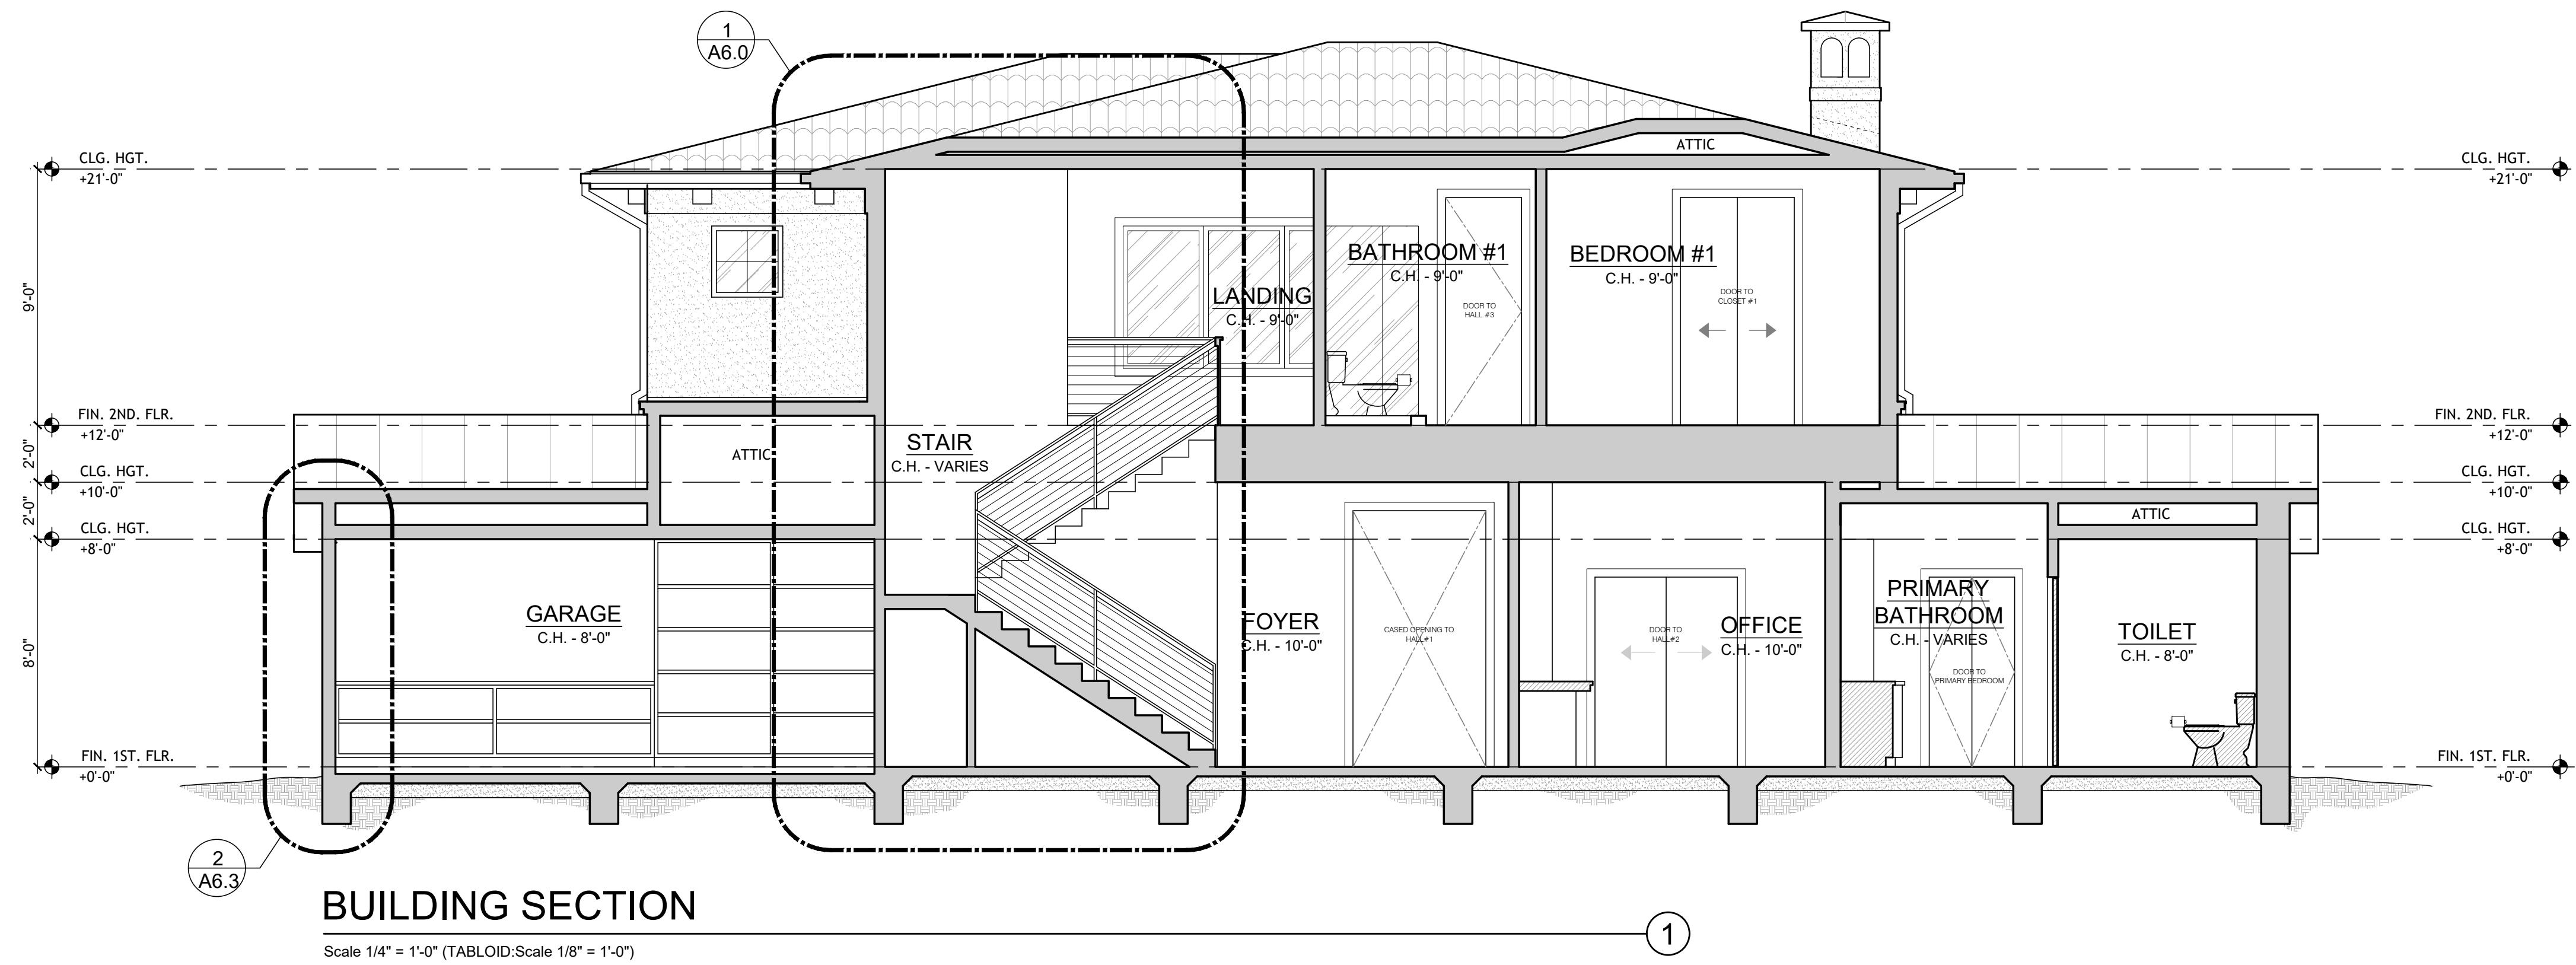 1
A6.0
ATTIC
CLG. HGT.
+21'-0"
CLG. HGT.
+21'-0"
9'-0"
BATHROOM #1
C.H. - 9'-0"
BEDROOM #1
C.H. - 9'-0"
LANDING
C.H. - 9'-0"
DOOR TO
HALL #3
DOOR TO
CLOSET #1
FIN. 2ND. FLR.
+12'-0"
FIN. 2ND. FLR.
+12'-0"
2'-0"
STAIR
C.H. - VARIES
ATTIC
CLG. HGT.
+10'-0"
CLG. HGT.
+10'-0"
2'-0"
ATTIC
CLG. HGT.
+8'-0"
CLG. HGT.
+8'-0"
8'-0"
GARAGE
C.H. - 8'-0"
FOYER
C.H. - 10'-0"
CASED OPENING TO
HALL#1
DOOR TO
HALL#2
OFFICE
C.H. - 10'-0"
PRIMARY
BATHROOM
C.H. - VARIES
DOOR TO
PRIMARY BEDROOM
TOILET
C.H. - 8'-0"
FIN. 1ST. FLR.
+0'-0"
FIN. 1ST. FLR.
+0'-0"
2
A6.3
BUILDING SECTION
1
Scale 1/4" = 1'-0" (TABLOID:Scale 1/8" = 1'-0")